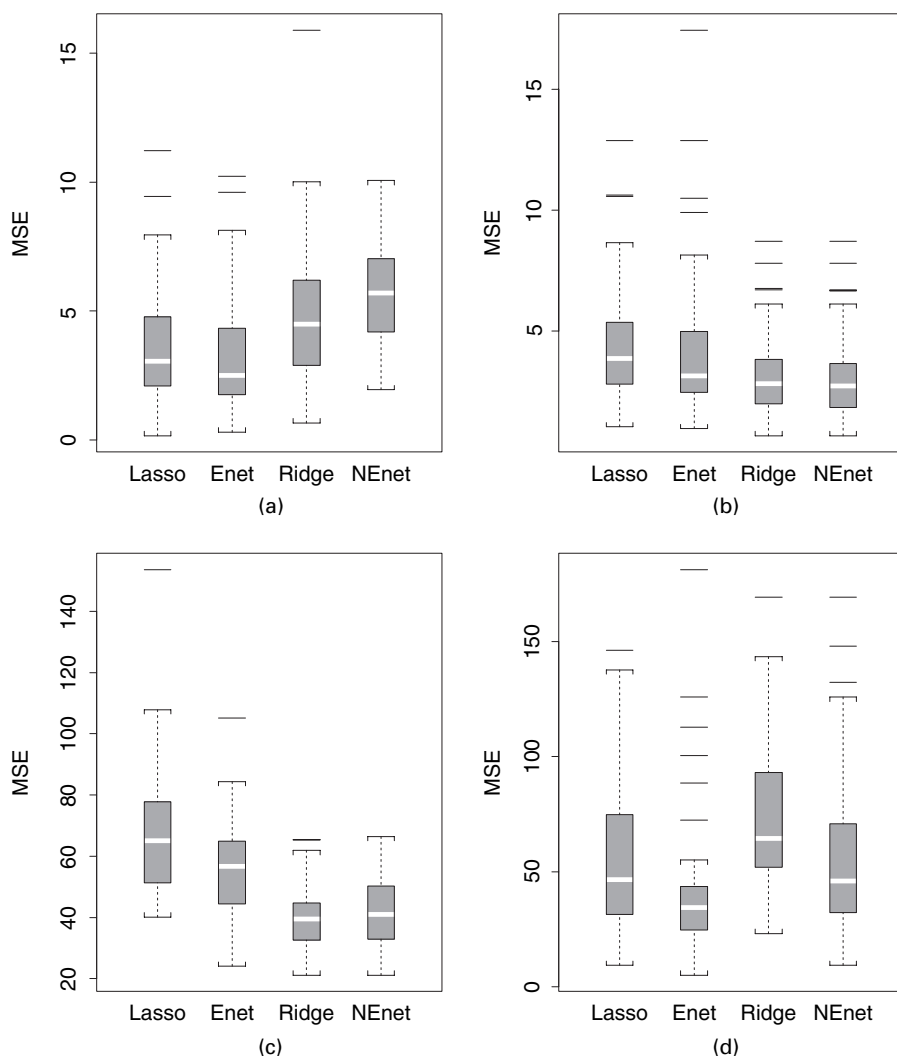 MSE
15
10
5
0
Lasso Enet Ridge NEnet
(a)
MSE
15
10
5
Lasso Enet Ridge NEnet
(b)
MSE
140
120
100
80
60
40
20
Lasso Enet Ridge NEnet
(c)
MSE
150
100
50
0
Lasso Enet Ridge NEnet
(d)